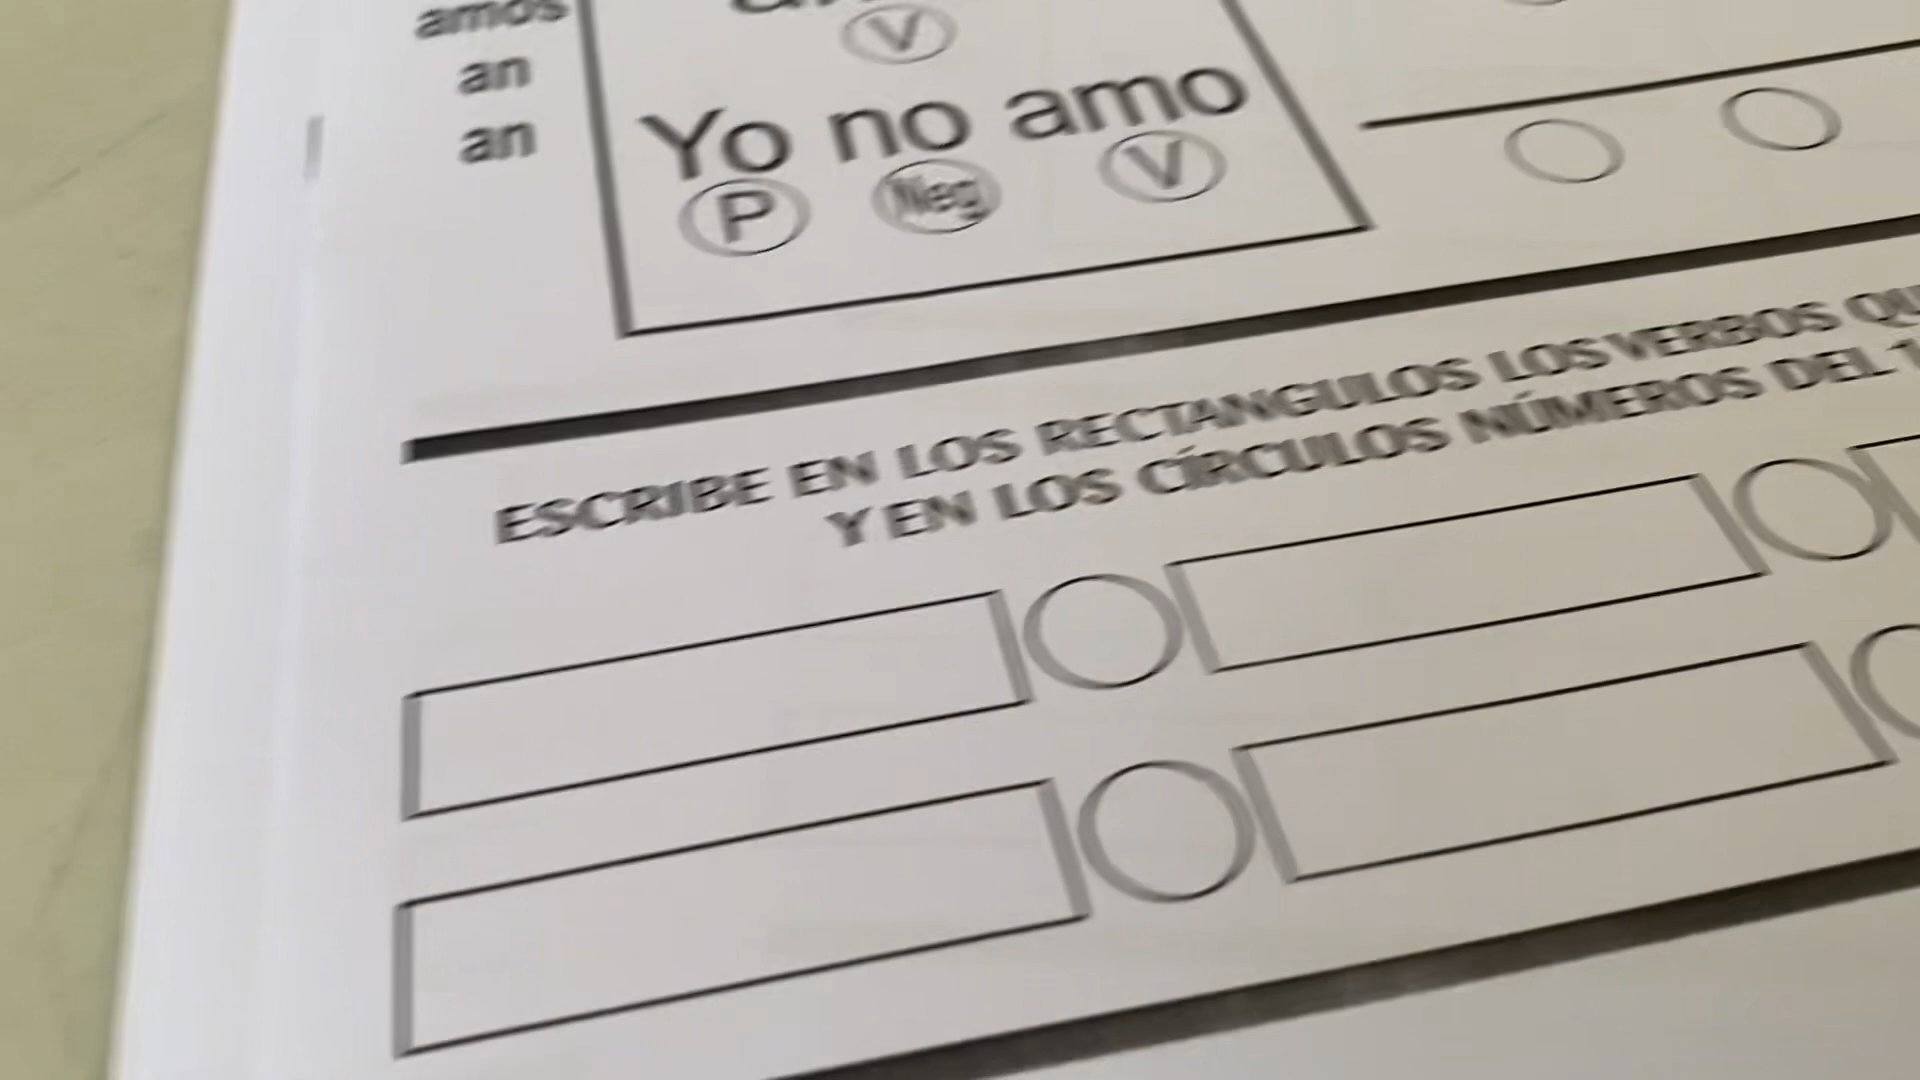 amos
an
V
an
Yo no amo
P Neg V
ESCRIBE EN LOS RECTANGULOS LOS VERBOS
Y EN LOS CÍRCULOS NÚMEROS DEL